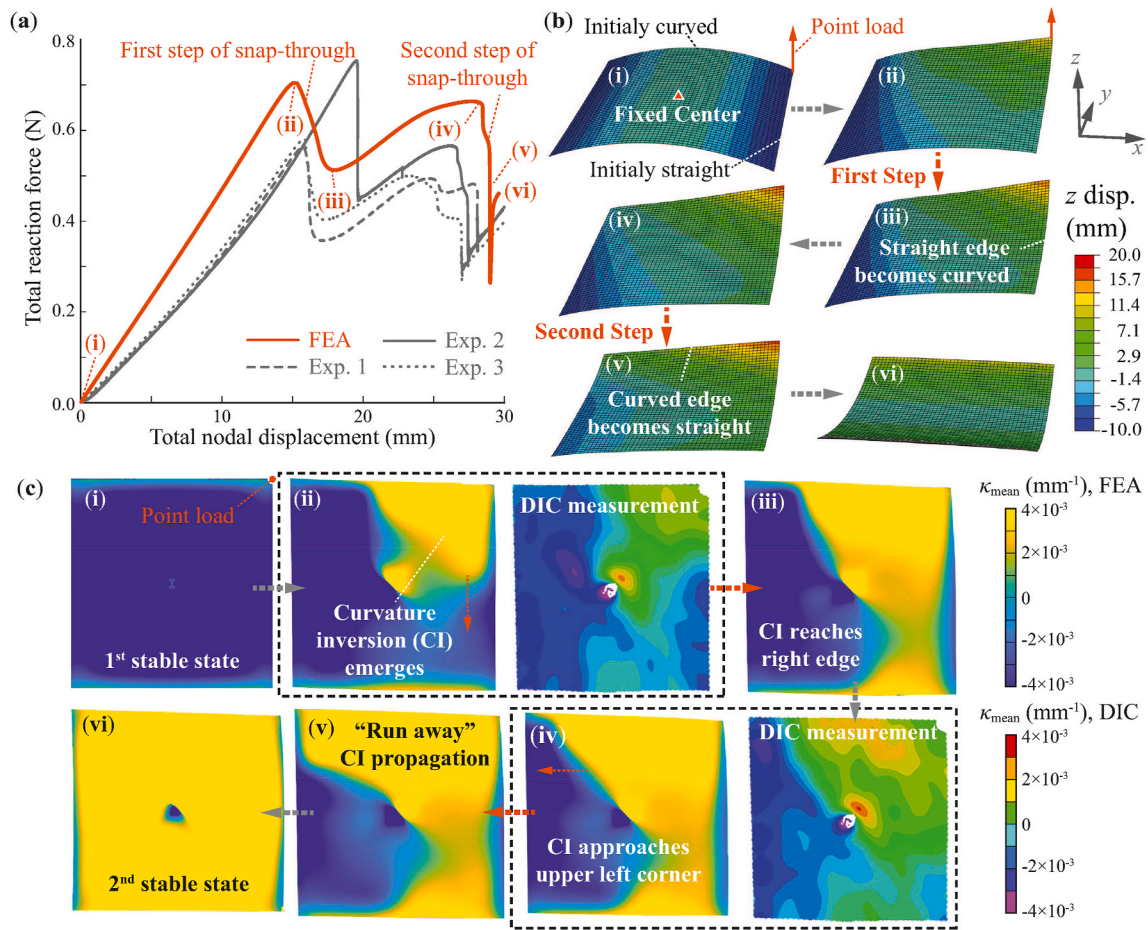 (a)
Total reaction force (N)
0.8
0.6
0.4
0.2
0.0
0
10
20
30
Total nodal displacement (mm)
First step of snap-through
Second step of
snap-through
(i)
(ii)
(iii)
(iv)
(v)
(vi)
FEA
Exp. 2
Exp. 1
Exp. 3
(b)
Initialy curved
Point load
(i)
Fixed Center
Initialy straight
(ii)
First Step
(iii)
Straight edge
becomes curved
(iv)
Second Step
(v)
Curved edge
becomes straight
(vi)
z
y
x
z disp.
(mm)
20.0
15.7
11.4
7.1
2.9
-1.4
-5.7
-10.0
(c)
(i)
Point load
1st stable state
(ii)
Curvature
inversion (CI)
emerges
DIC measurement
(iii)
CI reaches
right edge
κmean (mm⁻¹), FEA
4×10⁻³
2×10⁻³
0
-2×10⁻³
-4×10⁻³
(vi)
2nd stable state
(v)
“Run away”
CI propagation
(iv)
CI approaches
upper left corner
DIC measurement
κmean (mm⁻¹), DIC
4×10⁻³
2×10⁻³
0
-2×10⁻³
-4×10⁻³